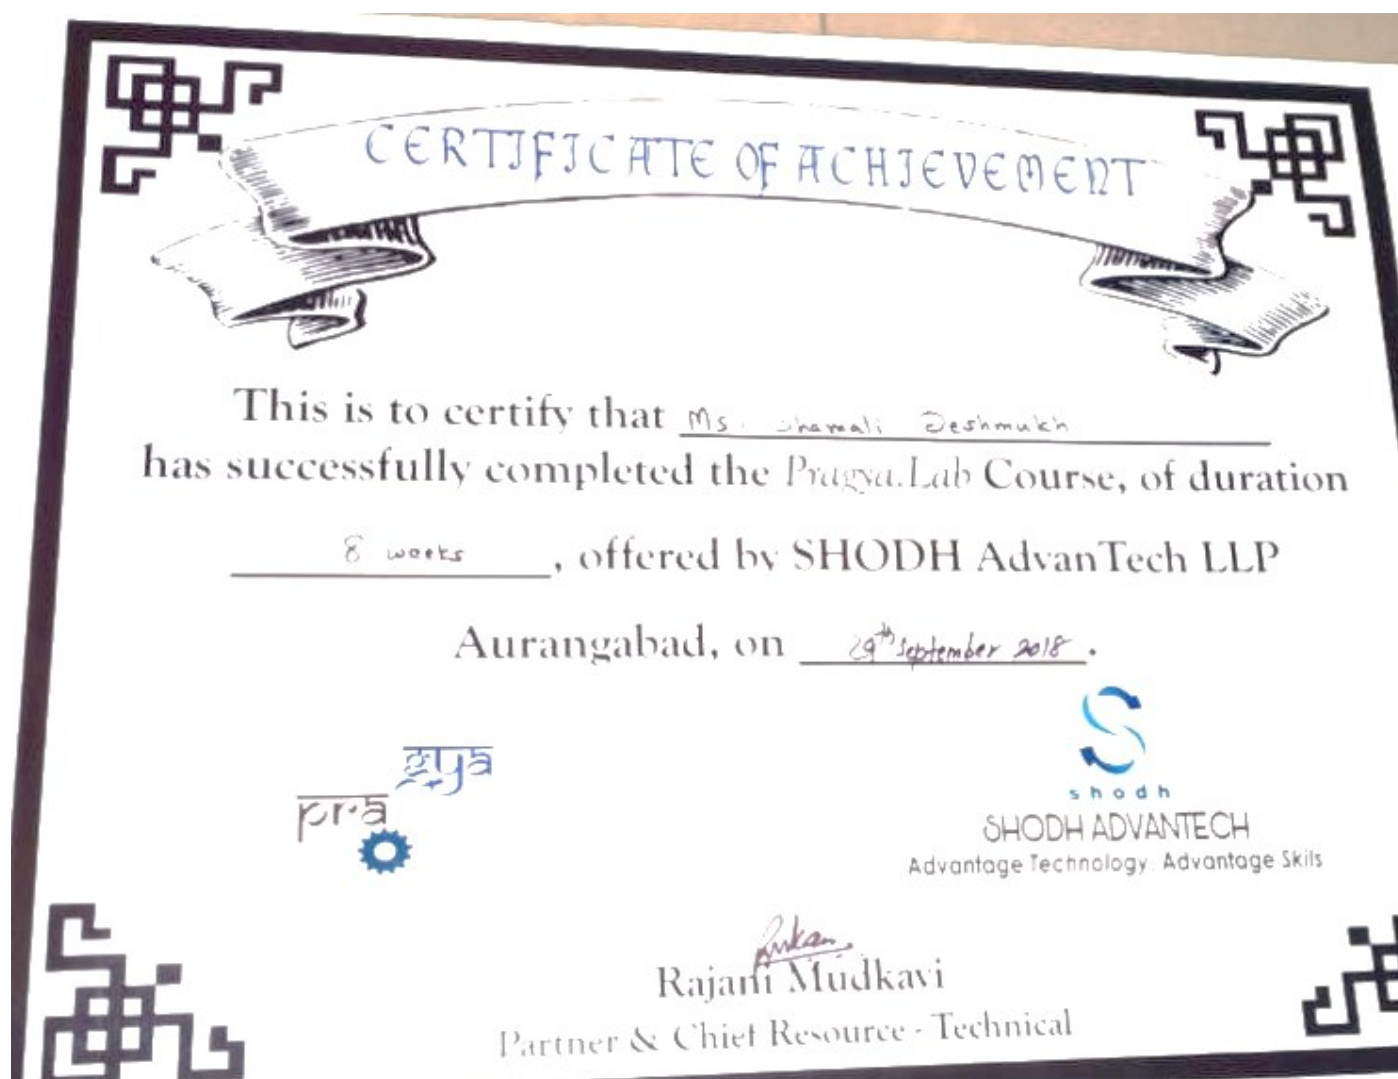 CERTIFICATE OF ACHIEVEMENT
This is to certify that Ms. Deshmukh
has successfully completed the Pragya.Lab Course, of duration
8 weeks, offered by SHODH AdvanTech LLP
Aurangabad, on 29th September 2018.
gya
pra
shodh
SHODH ADVANTECH
Advantage Technology. Advantage Skils
Rajani Mudkavi
Partner & Chief Resource - Technical